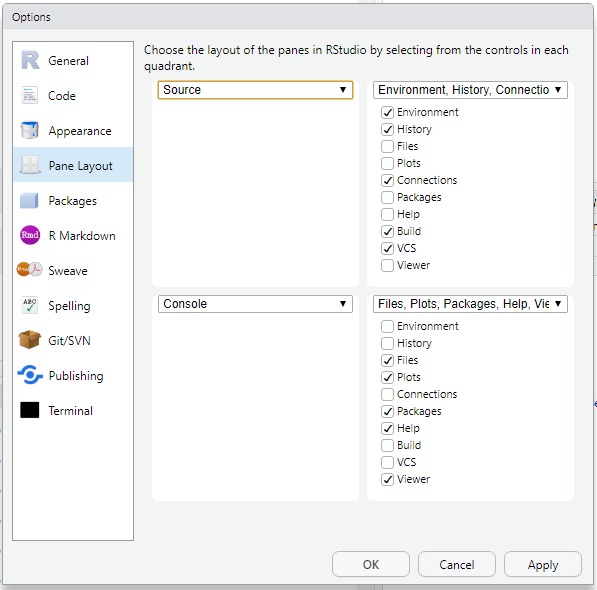 Options
Choose the layout of the panes in RStudio by selecting from the controls in each
quadrant.
R General
Code
Appearance
Pane Layout
Packages
Rmd R Markdown
Sweave
ABC Spelling
Git/SVN
Publishing
Terminal
Source
Environment, History, Connectio
Environment
History
Files
Plots
Connections
Packages
Help
Build
VCS
Viewer
Console
Files, Plots, Packages, Help, Vie
Environment
History
Files
Plots
Connections
Packages
Help
Build
VCS
Viewer
OK
Cancel
Apply